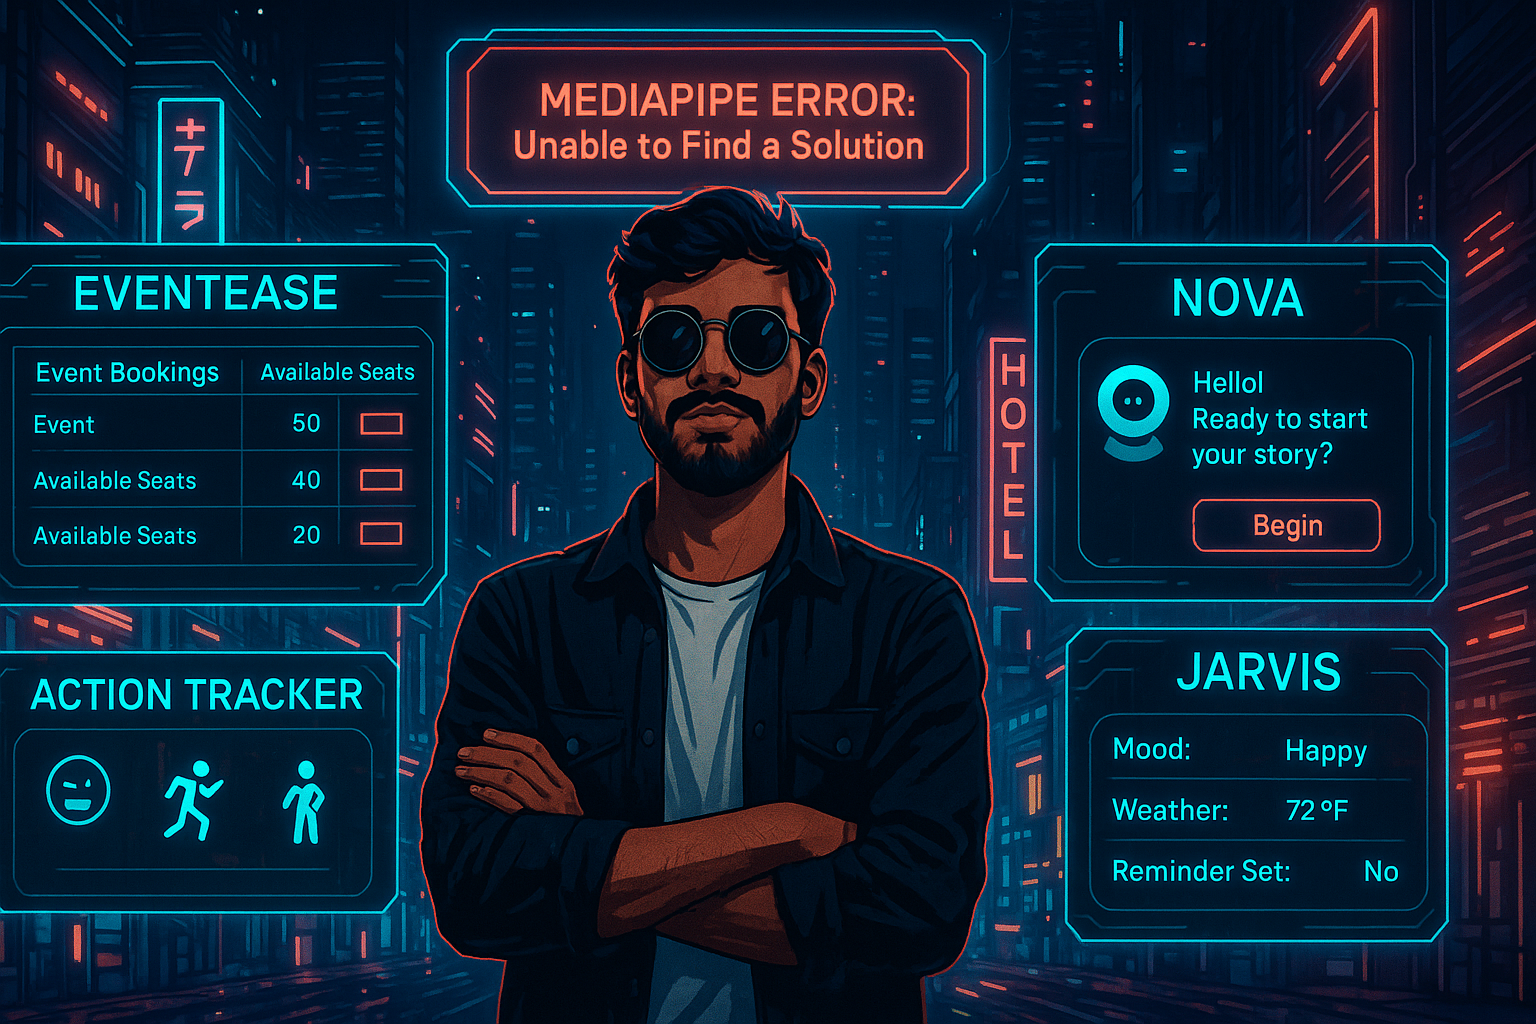 MEDIAPIPE ERROR:
Unable to Find a Solution
EVENTEASE
Event Bookings Available Seats
Event 50
Available Seats 40
Available Seats 20
ACTION TRACKER
NOVA
Hellol
Ready to start
your story?
Begin
HOTEL
JARVIS
Mood: Happy
Weather: 72 °F
Reminder Set: No